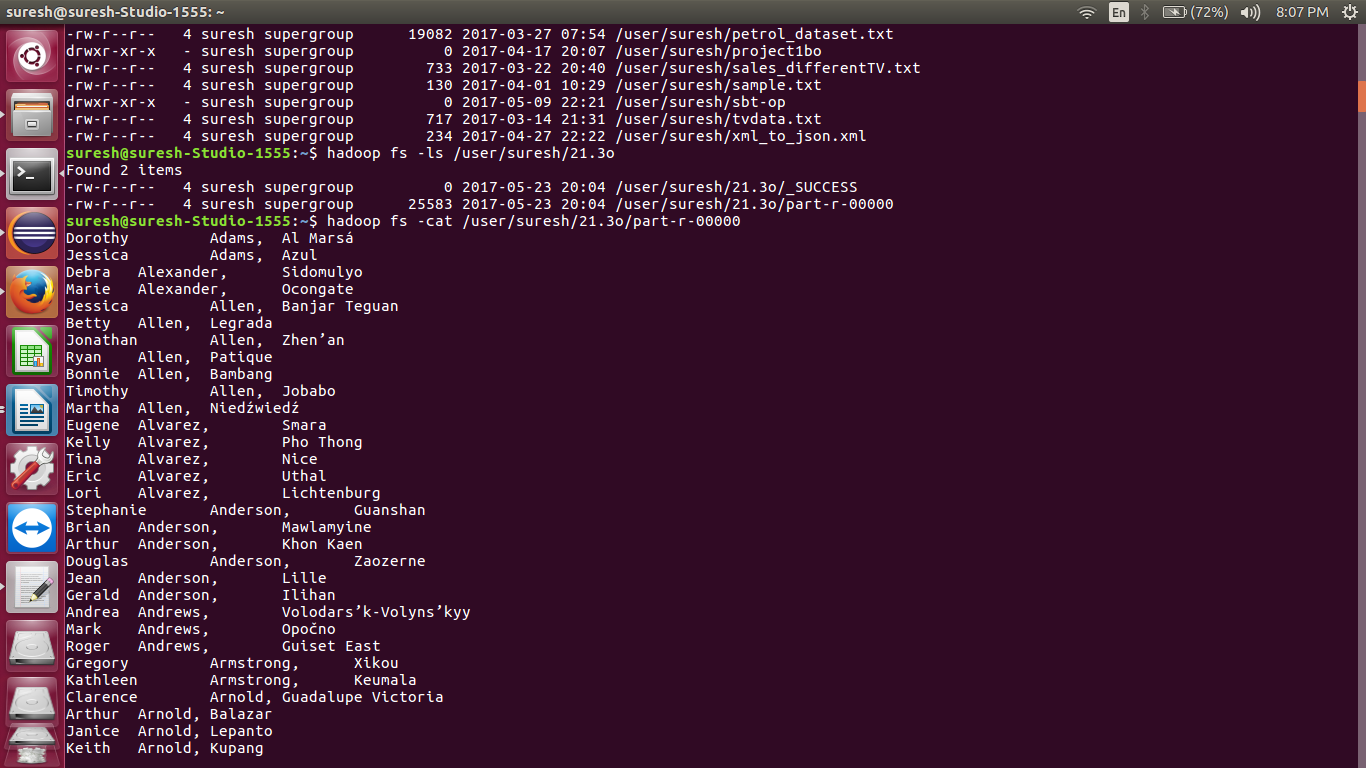 suresh@suresh-Studio-1555: ~ En (72%) 8:07 PM
-rw-r--r--   4 suresh supergroup      19082 2017-03-27 07:54 /user/suresh/petrol_dataset.txt
drwxr-xr-x   - suresh supergroup          0 2017-04-17 20:07 /user/suresh/project1bo
-rw-r--r--   4 suresh supergroup        733 2017-03-22 20:40 /user/suresh/sales_differentTV.txt
-rw-r--r--   4 suresh supergroup        130 2017-04-01 10:29 /user/suresh/sample.txt
drwxr-xr-x   - suresh supergroup          0 2017-05-09 22:21 /user/suresh/sbt-op
-rw-r--r--   4 suresh supergroup        717 2017-03-14 21:31 /user/suresh/tvdata.txt
-rw-r--r--   4 suresh supergroup        234 2017-04-27 22:22 /user/suresh/xml_to_json.xml
suresh@suresh-Studio-1555:~$ hadoop fs -ls /user/suresh/21.3o
Found 2 items
-rw-r--r--   4 suresh supergroup          0 2017-05-23 20:04 /user/suresh/21.3o/_SUCCESS
-rw-r--r--   4 suresh supergroup      25583 2017-05-23 20:04 /user/suresh/21.3o/part-r-00000
suresh@suresh-Studio-1555:~$ hadoop fs -cat /user/suresh/21.3o/part-r-00000
Dorothy         Adams,  Al Marsá
Jessica         Adams,  Azul
Debra   Alexander,      Sidomulyo
Marie   Alexander,      Ocongate
Jessica         Allen,  Banjar Teguan
Betty   Allen,  Legrada
Jonathan        Allen,  Zhen’an
Ryan    Allen,  Patique
Bonnie  Allen,  Bambang
Timothy         Allen,  Jobabo
Martha  Allen,  Niedźwiedź
Eugene  Alvarez,        Smara
Kelly   Alvarez,        Pho Thong
Tina    Alvarez,        Nice
Eric    Alvarez,        Uthal
Lori    Alvarez,        Lichtenburg
Stephanie       Anderson,       Guanshan
Brian   Anderson,       Mawlamyine
Arthur  Anderson,       Khon Kaen
Douglas         Anderson,       Zaozerne
Jean    Anderson,       Lille
Gerald  Anderson,       Ilihan
Andrea  Andrews,        Volodars’k-Volyns’kyy
Mark    Andrews,        Opočno
Roger   Andrews,        Guiset East
Gregory         Armstrong,      Xikou
Kathleen        Armstrong,      Keumala
Clarence        Arnold, Guadalupe Victoria
Arthur  Arnold, Balazar
Janice  Arnold, Lepanto
Keith   Arnold, Kupang